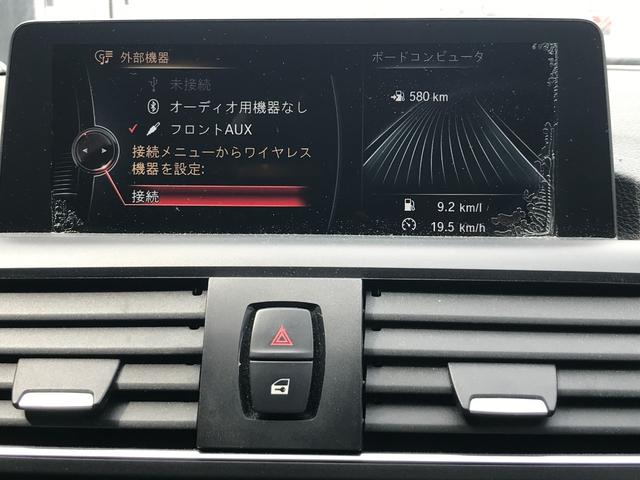 外部機器
未接続
オーディオ用機器なし
フロントAUX
接続メニューからワイヤレス
機器を設定:
接続
ボードコンピュータ
580 km
9.2 km/l
19.5 km/h